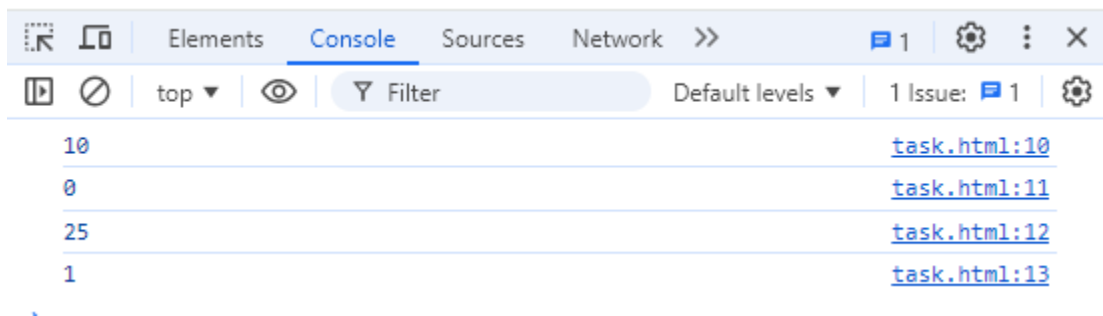 Elements Console Sources Network 1
top Filter Default levels 1 Issue: 1
10 task.html:10
0 task.html:11
25 task.html:12
1 task.html:13